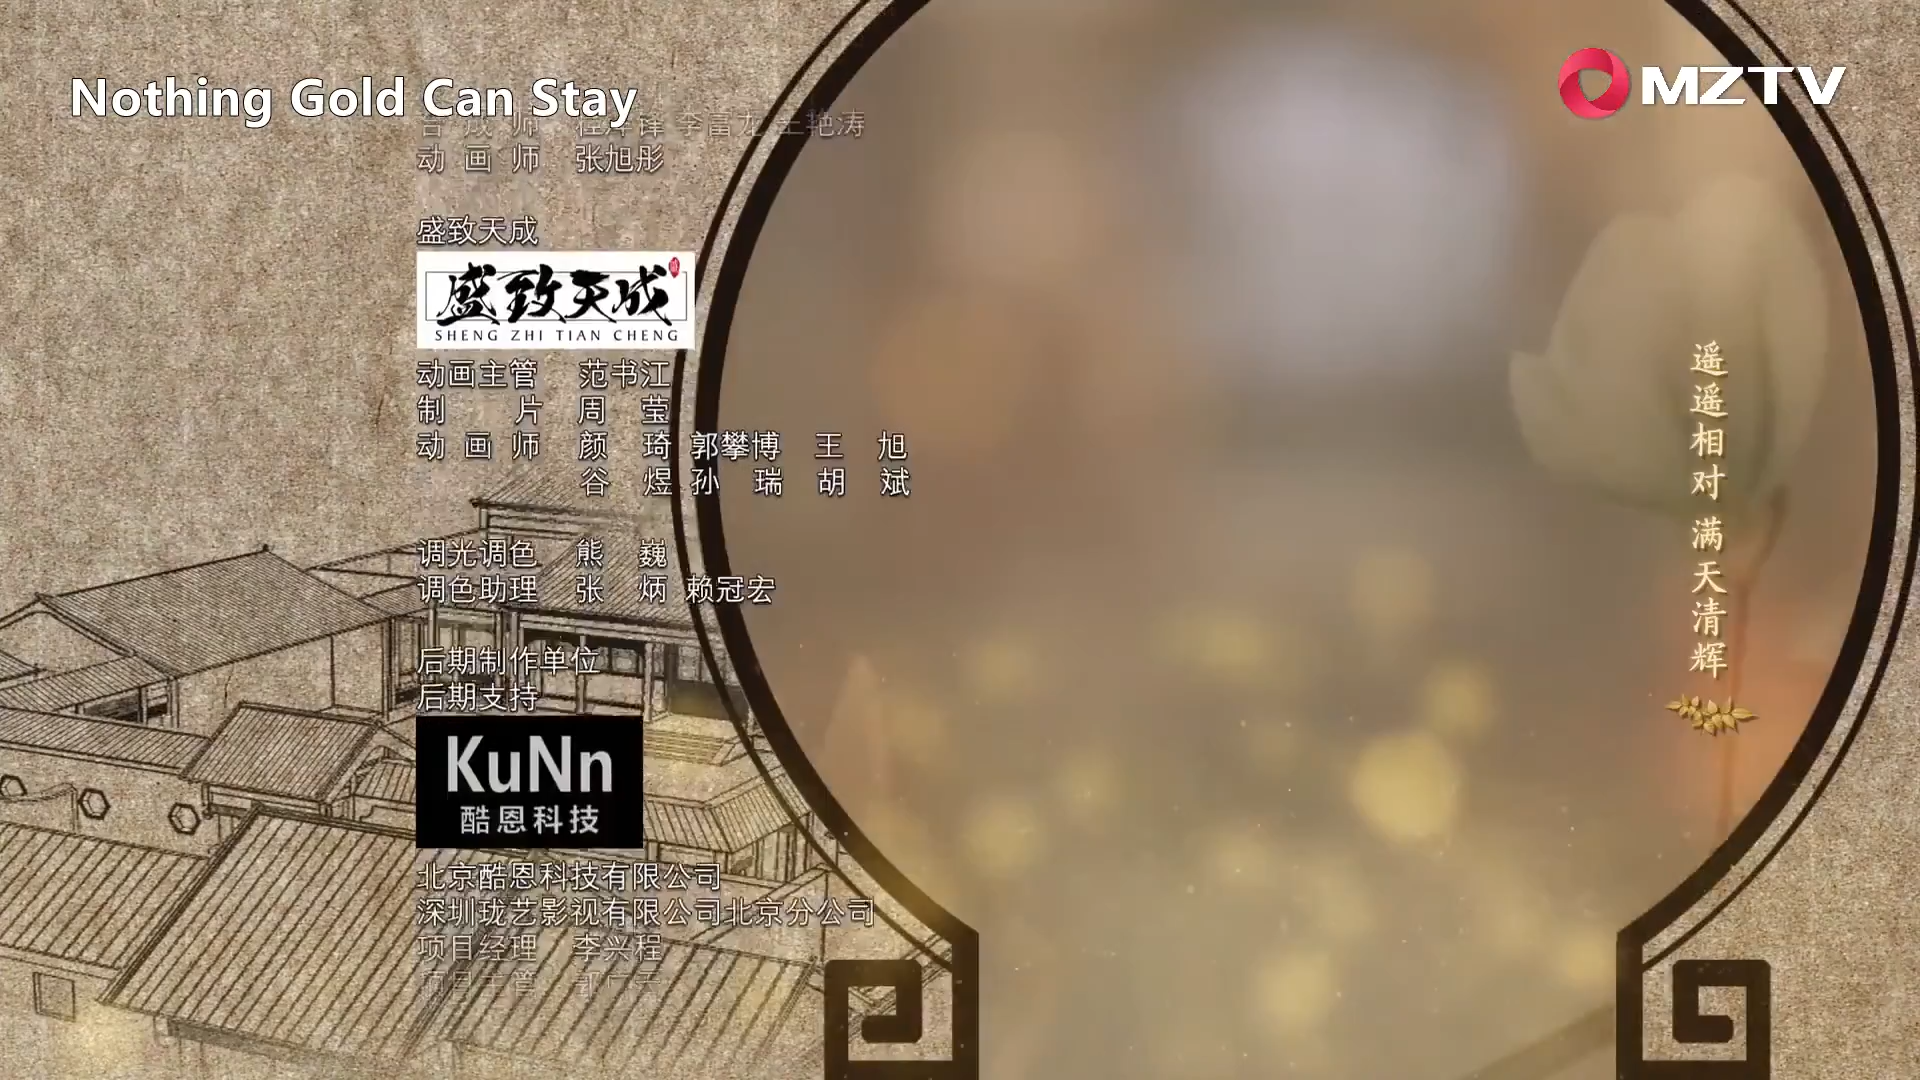 Nothing Gold Can Stay
MZTV
动画师 张旭彤
盛致天成
盛致天成
SHENG ZHI TIAN CHENG
动画主管 范书江
制片 周莹
动画师 颜琦 郭攀博 王旭
谷煜 孙瑞 胡斌
调光调色 熊巍
调色助理 张炳 赖冠宏
后期制作单位
后期支持
KuNn
酷恩科技
北京酷恩科技有限公司
深圳珑艺影视有限公司北京分公司
项目经理 李兴程
遥遥相对 满天清辉